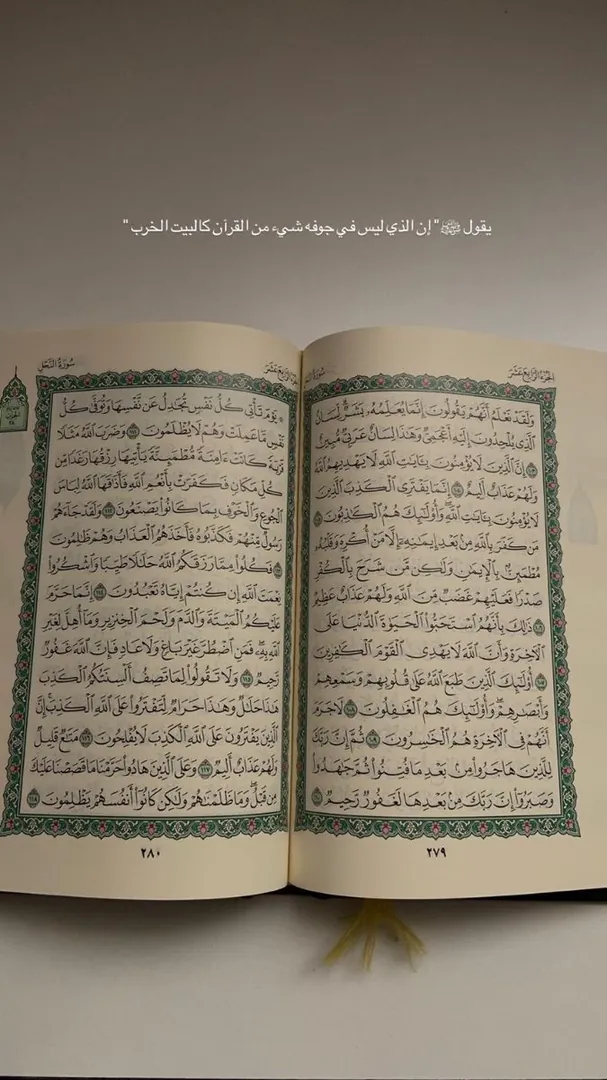 يقول ﷺ "إن الذي ليس في جوفه شيء من القرآن كالبيت الخرب"
الجزء الرابع عشر
سورة النحل
وَلَقَدۡ نَعۡلَمُ أَنَّهُمۡ يَقُولُونَ إِنَّمَا يُعَلِّمُهُۥ بَشَرٞۗ لِّسَانُ
ٱلَّذِي يُلۡحِدُونَ إِلَيۡهِ أَعۡجَمِيّٞ وَهَٰذَا لِسَانٌ عَرَبِيّٞ مُّبِينٌ
١٠٣ إِنَّ ٱلَّذِينَ لَا يُؤۡمِنُونَ بِـَٔايَٰتِ ٱللَّهِ لَا يَهۡدِيهِمُ ٱللَّهُ
وَلَهُمۡ عَذَابٌ أَلِيمٌ ١٠٤ إِنَّمَا يَفۡتَرِي ٱلۡكَذِبَ ٱلَّذِينَ
لَا يُؤۡمِنُونَ بِـَٔايَٰتِ ٱللَّهِۖ وَأُوْلَٰٓئِكَ هُمُ ٱلۡكَٰذِبُونَ ١٠٥
مَن كَفَرَ بِٱللَّهِ مِنۢ بَعۡدِ إِيمَٰنِهِۦٓ إِلَّا مَنۡ أُكۡرِهَ وَقَلۡبُهُۥ
مُطۡمَئِنُّۢ بِٱلۡإِيمَٰنِ وَلَٰكِن مَّن شَرَحَ بِٱلۡكُفۡرِ
صَدۡرٗا فَعَلَيۡهِمۡ غَضَبٞ مِّنَ ٱللَّهِ وَلَهُمۡ عَذَابٌ عَظِيمٞ
١٠٦ ذَٰلِكَ بِأَنَّهُمُ ٱسۡتَحَبُّواْ ٱلۡحَيَوٰةَ ٱلدُّنۡيَا عَلَى
ٱلۡأٓخِرَةِ وَأَنَّ ٱللَّهَ لَا يَهۡدِي ٱلۡقَوۡمَ ٱلۡكَٰفِرِينَ
١٠٧ أُوْلَٰٓئِكَ ٱلَّذِينَ طَبَعَ ٱللَّهُ عَلَىٰ قُلُوبِهِمۡ وَسَمۡعِهِمۡ
وَأَبۡصَٰرِهِمۡۖ وَأُوْلَٰٓئِكَ هُمُ ٱلۡغَٰفِلُونَ ١٠٨ لَا جَرَمَ
أَنَّهُمۡ فِي ٱلۡأٓخِرَةِ هُمُ ٱلۡخَٰسِرُونَ ١٠٩ ثُمَّ إِنَّ رَبَّكَ
لِلَّذِينَ هَاجَرُواْ مِنۢ بَعۡدِ مَا فُتِنُواْ ثُمَّ جَٰهَدُواْ
وَصَبَرُوٓاْ إِنَّ رَبَّكَ مِنۢ بَعۡدِهَا لَغَفُورٞ رَّحِيمٞ ١١٠
٢٧٩
الجزء الرابع عشر
سورة النحل
۞ يَوۡمَ تَأۡتِي كُلُّ نَفۡسٖ تُجَٰدِلُ عَن نَّفۡسِهَا وَتُوَفَّىٰ كُلُّ
نَفۡسٖ مَّا عَمِلَتۡ وَهُمۡ لَا يُظۡلَمُونَ ١١١ وَضَرَبَ ٱللَّهُ مَثَلٗا
قَرۡيَةٗ كَانَتۡ ءَامِنَةٗ مُّطۡمَئِنَّةٗ يَأۡتِيهَا رِزۡقُهَا رَغَدٗا مِّن
كُلِّ مَكَانٖ فَكَفَرَتۡ بِأَنۡعُمِ ٱللَّهِ فَأَذَٰقَهَا ٱللَّهُ لِبَاسَ
ٱلۡجُوعِ وَٱلۡخَوۡفِ بِمَا كَانُواْ يَصۡنَعُونَ ١١٢ وَلَقَدۡ جَآءَهُمۡ
رَسُولٞ مِّنۡهُمۡ فَكَذَّبُوهُ فَأَخَذَهُمُ ٱلۡعَذَابُ وَهُمۡ ظَٰلِمُونَ
١١٣ فَكُلُواْ مِمَّا رَزَقَكُمُ ٱللَّهُ حَلَٰلٗا طَيِّبٗا وَٱشۡكُرُواْ
نِعۡمَتَ ٱللَّهِ إِن كُنتُمۡ إِيَّاهُ تَعۡبُدُونَ ١١٤ إِنَّمَا حَرَّمَ
عَلَيۡكُمُ ٱلۡمَيۡتَةَ وَٱلدَّمَ وَلَحۡمَ ٱلۡخِنزِيرِ وَمَآ أُهِلَّ لِغَيۡرِ
ٱللَّهِ بِهِۦۖ فَمَنِ ٱضۡطُرَّ غَيۡرَ بَاغٖ وَلَا عَادٖ فَإِنَّ ٱللَّهَ غَفُورٞ
رَّحِيمٞ ١١٥ وَلَا تَقُولُواْ لِمَا تَصِفُ أَلۡسِنَتُكُمُ ٱلۡكَذِبَ
هَٰذَا حَلَٰلٞ وَهَٰذَا حَرَامٞ لِّتَفۡتَرُواْ عَلَى ٱللَّهِ ٱلۡكَذِبَۚ إِنَّ
ٱلَّذِينَ يَفۡتَرُونَ عَلَى ٱللَّهِ ٱلۡكَذِبَ لَا يُفۡلِحُونَ ١١٦ مَتَٰعٞ قَلِيلٞ
وَلَهُمۡ عَذَابٌ أَلِيمٞ ١١٧ وَعَلَى ٱلَّذِينَ هَادُواْ حَرَّمۡنَا مَا قَصَصۡنَا عَلَيۡكَ
مِن قَبۡلُۖ وَمَا ظَلَمۡنَٰهُمۡ وَلَٰكِن كَانُوٓاْ أَنفُسَهُمۡ يَظۡلِمُونَ ١١٨
٢٨٠